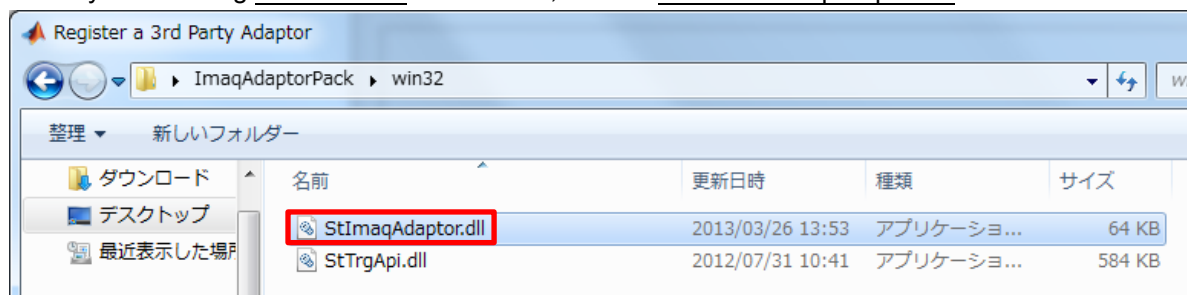 Register a 3rd Party Adaptor
ImaqAdaptorPack ▸ win32
整理 ▼ 新しいフォルダー
ダウンロード 名前 更新日時 種類 サイズ
デスクトップ StImaqAdaptor.dll 2013/03/26 13:53 アプリケーショ... 64 KB
最近表示した場所 StTrgApi.dll 2012/07/31 10:41 アプリケーショ... 584 KB